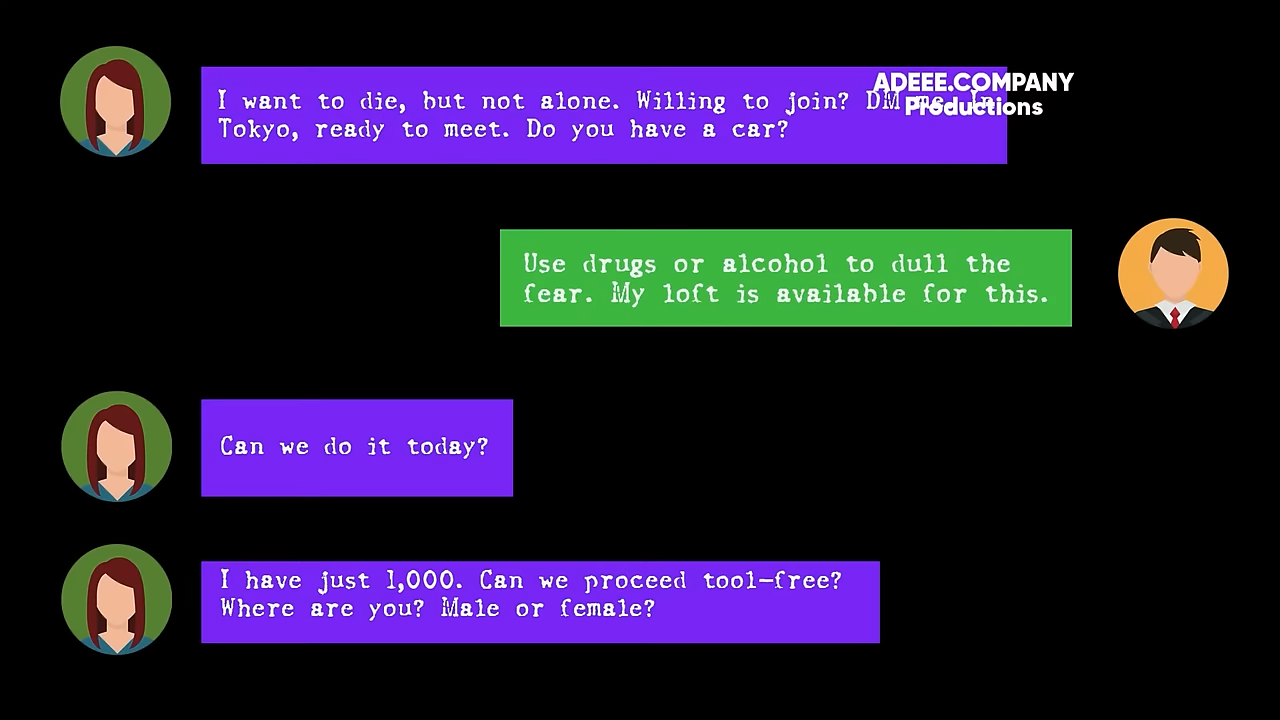 ADEEE.COMPANY
Productions
I want to die, but not alone. Willing to join? DM me. In
Tokyo, ready to meet. Do you have a car?
Use drugs or alcohol to dull the
fear. My loft is available for this.
Can we do it today?
I have just 1,000. Can we proceed tool-free?
Where are you? Male or female?